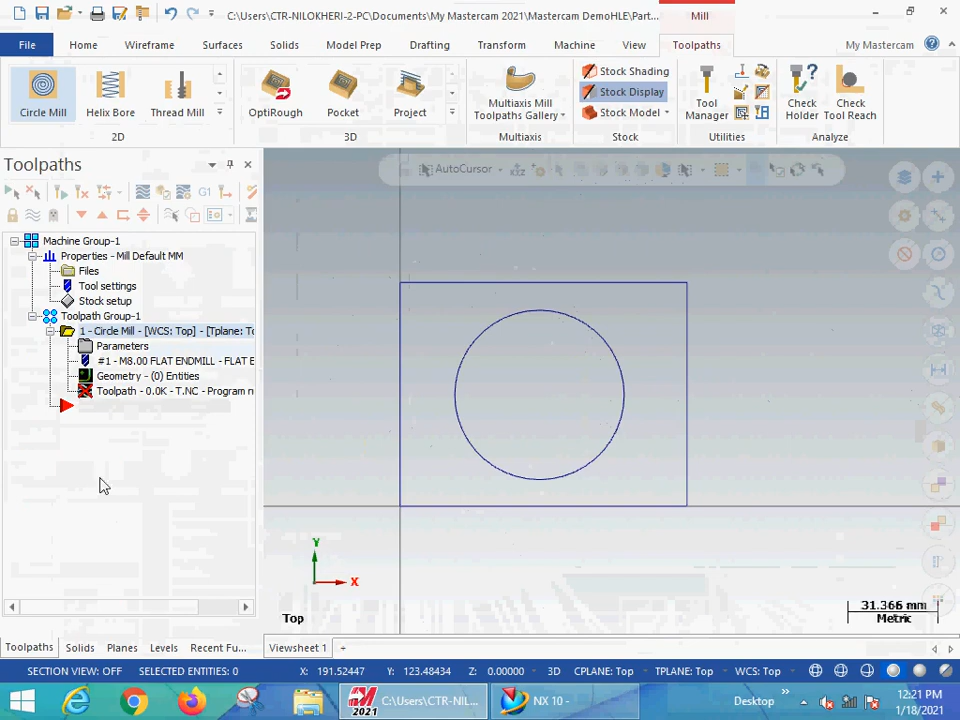 C:\Users\CTR-NILOKHERI-2-PC\Documents\My Mastercam 2021\Mastercam DemoHLE\Part...
Mill
File
Home
Wireframe
Surfaces
Solids
Model Prep
Drafting
Transform
Machine
View
Toolpaths
My Mastercam
Circle Mill
Helix Bore
Thread Mill
2D
OptiRough
Pocket
Project
3D
Multiaxis Mill
Toolpaths Gallery
Multiaxis
Stock Shading
Stock Display
Stock Model
Stock
Tool
Manager
Utilities
Check
Holder
Check
Tool Reach
Analyze
Toolpaths
AutoCursor
G1
Machine Group-1
Properties - Mill Default MM
Files
Tool settings
Stock setup
Toolpath Group-1
1 - Circle Mill - [WCS: Top] - [Tplane: To
Parameters
#1 - M8.00 FLAT ENDMILL - FLAT E
Geometry - (0) Entities
Toolpath - 0.0K - T.NC - Program n
Y
X
Top
31.366 mm
Metric
Toolpaths
Solids
Planes
Levels
Recent Fu...
Viewsheet 1
+
SECTION VIEW: OFF
SELECTED ENTITIES: 0
X: 191.52447
Y: 123.48434
Z: 0.00000
3D
CPLANE: Top
TPLANE: Top
WCS: Top
2021
C:\Users\CTR-NIL...
NX 10 -
Desktop
12:21 PM
1/18/2021